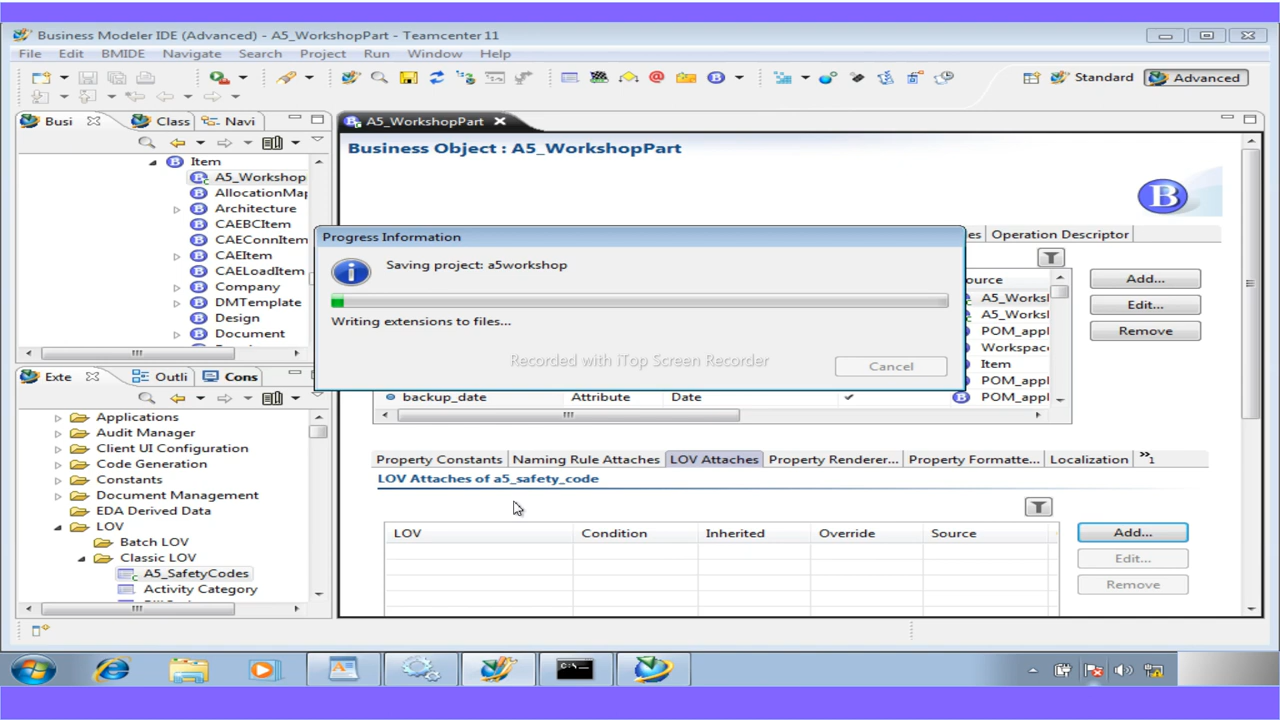 Business Modeler IDE (Advanced) - A5_WorkshopPart - Teamcenter 11
File Edit BMIDE Navigate Search Project Run Window Help
Standard Advanced
Busi Class Navi
A5_WorkshopPart
Item
A5_Workshop
AllocationMap
Architecture
CAEBCItem
CAEConnItem
CAEItem
CAELoadItem
Company
DMTemplate
Design
Document
Business Object : A5_WorkshopPart
es Operation Descriptor
ource
A5_Worksl
A5_Worksl
POM_appl
Workspac
Item
POM_appl
backup_date Attribute Date POM_appl
Add...
Edit...
Remove
Progress Information
Saving project: a5workshop
Writing extensions to files...
Recorded with iTop Screen Recorder
Cancel
Exte Outli Cons
Applications
Audit Manager
Client UI Configuration
Code Generation
Constants
Document Management
EDA Derived Data
LOV
Batch LOV
Classic LOV
A5_SafetyCodes
Activity Category
Property Constants Naming Rule Attaches LOV Attaches Property Renderer... Property Formatte... Localization »1
LOV Attaches of a5_safety_code
LOV Condition Inherited Override Source
Add...
Edit...
Remove
C:\